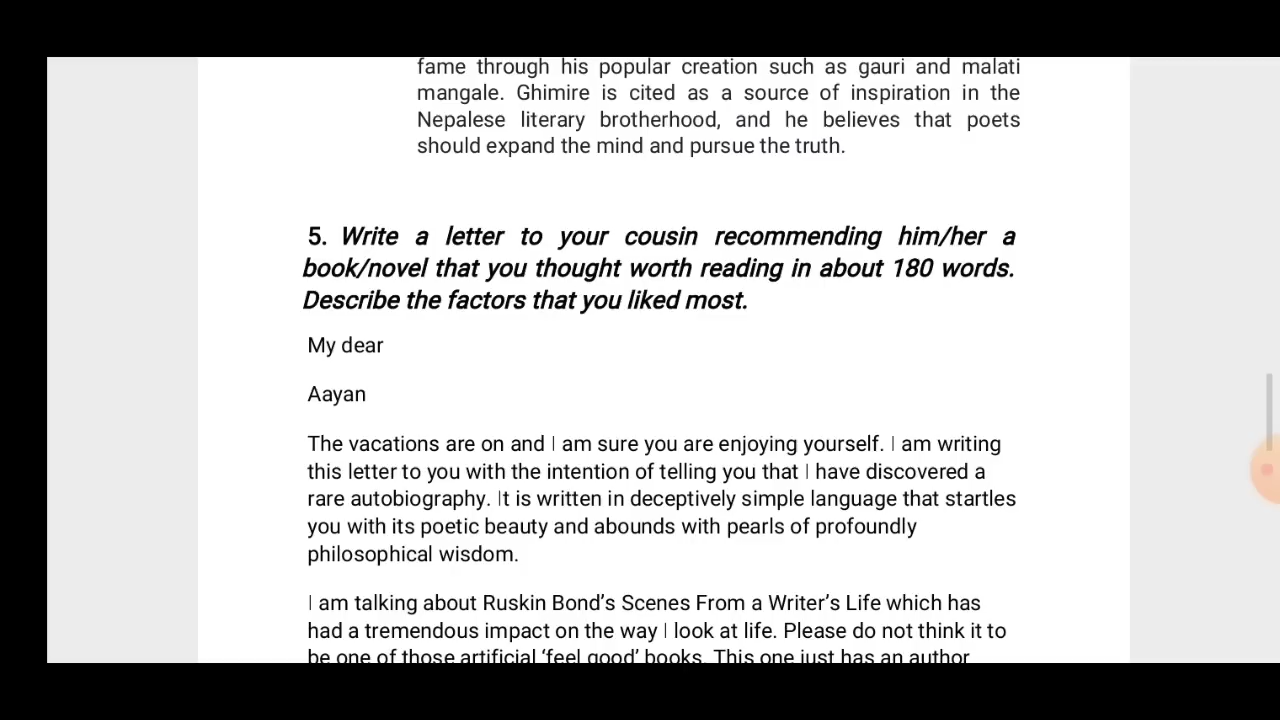 fame through his popular creation such as gauri and malati
mangale. Ghimire is cited as a source of inspiration in the
Nepalese literary brotherhood, and he believes that poets
should expand the mind and pursue the truth.
5. Write a letter to your cousin recommending him/her a
book/novel that you thought worth reading in about 180 words.
Describe the factors that you liked most.
My dear
Aayan
The vacations are on and I am sure you are enjoying yourself. I am writing
this letter to you with the intention of telling you that I have discovered a
rare autobiography. It is written in deceptively simple language that startles
you with its poetic beauty and abounds with pearls of profoundly
philosophical wisdom.
I am talking about Ruskin Bond’s Scenes From a Writer’s Life which has
had a tremendous impact on the way I look at life. Please do not think it to
be one of those artificial ‘feel good’ books. This one just has an author